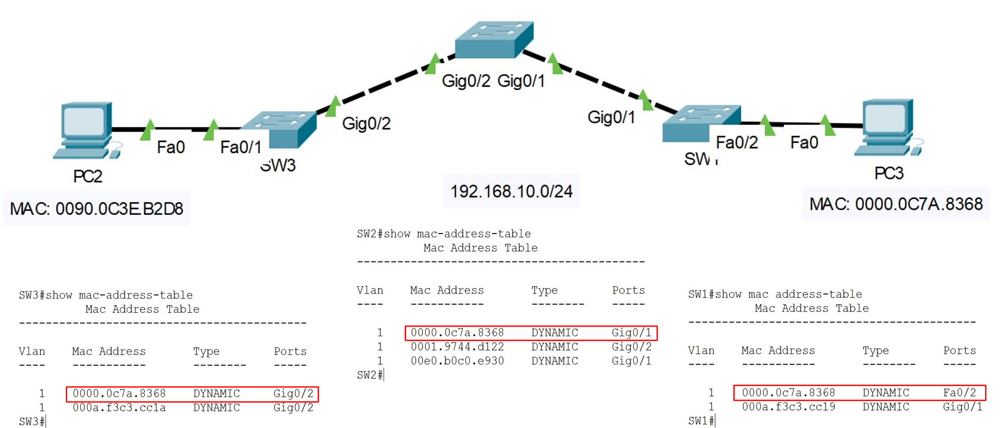 Gig0/2 Gig0/1
Gig0/2
Gig0/1
Fa0
Fa0/1
Fa0/2
Fa0
SW3
PC2
PC3
192.168.10.0/24
MAC: 0090.0C3E.B2D8
MAC: 0000.0C7A.8368
SW2#show mac-address-table
Mac Address Table
-------------------------------------------
Vlan Mac Address Type Ports
---- ----------- -------- -----
1 0000.0c7a.8368 DYNAMIC Gig0/1
1 0001.9744.d122 DYNAMIC Gig0/2
1 00e0.b0c0.e930 DYNAMIC Gig0/1
SW2#
SW3#show mac-address-table
Mac Address Table
-------------------------------------------
Vlan Mac Address Type Ports
---- ----------- -------- -----
1 0000.0c7a.8368 DYNAMIC Gig0/2
1 000a.f3c3.cc1a DYNAMIC Gig0/2
SW3#
SW1#show mac address-table
Mac Address Table
-------------------------------------------
Vlan Mac Address Type Ports
---- ----------- -------- -----
1 0000.0c7a.8368 DYNAMIC Fa0/2
1 000a.f3c3.cc19 DYNAMIC Gig0/1
SW1#